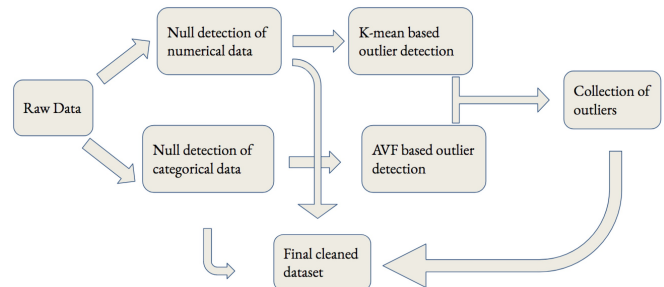 Null detection of
numerical data
K-mean based
outlier detection
Raw Data
Collection of
outliers
Null detection of
categorical data
AVF based outlier
detection
Final cleaned
dataset